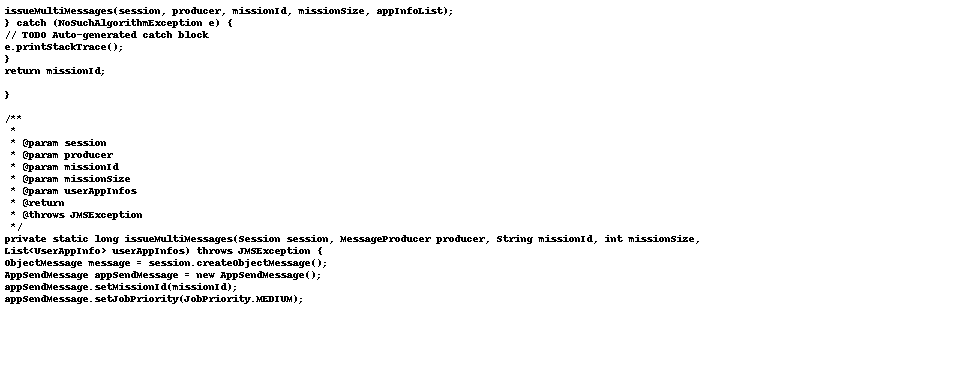 issueMultiMessages(session, producer, missionId, missionSize, appInfoList);
} catch (NoSuchAlgorithmException e) {
// TODO Auto-generated catch block
e.printStackTrace();
}
return missionId;
}
/**
*
* @param session
* @param producer
* @param missionId
* @param missionSize
* @param userAppInfos
* @return
* @throws JMSException
*/
private static long issueMultiMessages(Session session, MessageProducer producer, String missionId, int missionSize,
List<UserAppInfo> userAppInfos) throws JMSException {
ObjectMessage message = session.createObjectMessage();
AppSendMessage appSendMessage = new AppSendMessage();
appSendMessage.setMissionId(missionId);
appSendMessage.setJobPriority(JobPriority.MEDIUM);